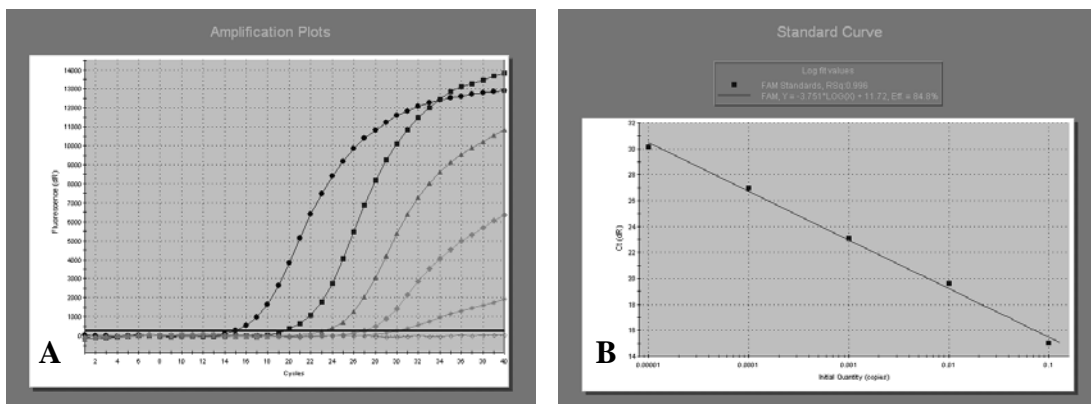 Amplification Plots
Fluorescence (dR)
14000
13000
12000
11000
10000
9000
8000
7000
6000
5000
4000
3000
2000
1000
0
2 4 6 8 10 12 14 16 18 20 22 24 26 28 30 32 34 36 38 40
Cycles
A
Standard Curve
Log fit values
FAM Standards, RSq:0.996
FAM, Y = -3.751*LOG(X) + 11.72, Eff. = 84.8%
Ct (dR)
32
30
28
26
24
22
20
18
16
14
0.00001 0.0001 0.001 0.01 0.1
Initial Quantity (copies)
B